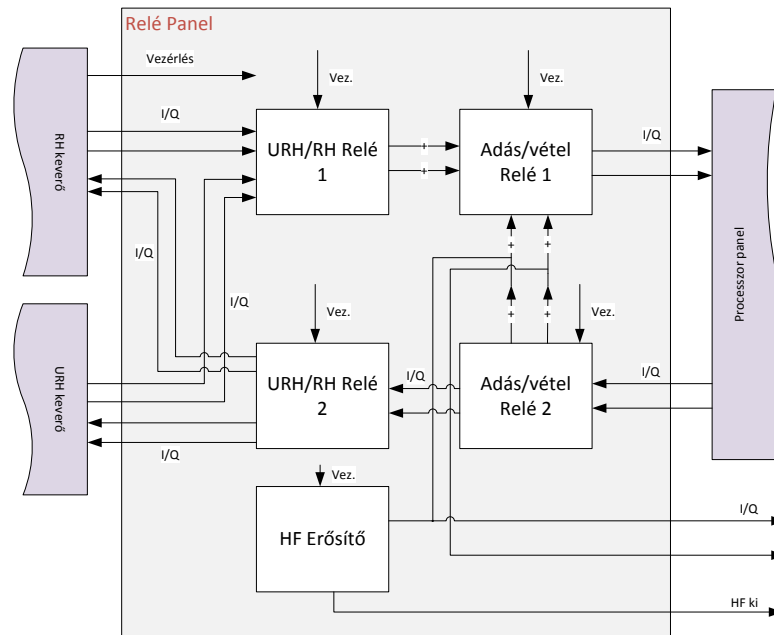 Relé Panel
Vezérlés
Vez.
Vez.
I/Q
I/Q
RH keverő
URH/RH Relé
1
+
+
Adás/vétel
Relé 1
Processzor panel
+
+
I/Q
I/Q
+
+
Vez.
Vez.
URH keverő
URH/RH Relé
2
I/Q
Adás/vétel
Relé 2
I/Q
I/Q
Vez.
HF Erősítő
I/Q
HF ki